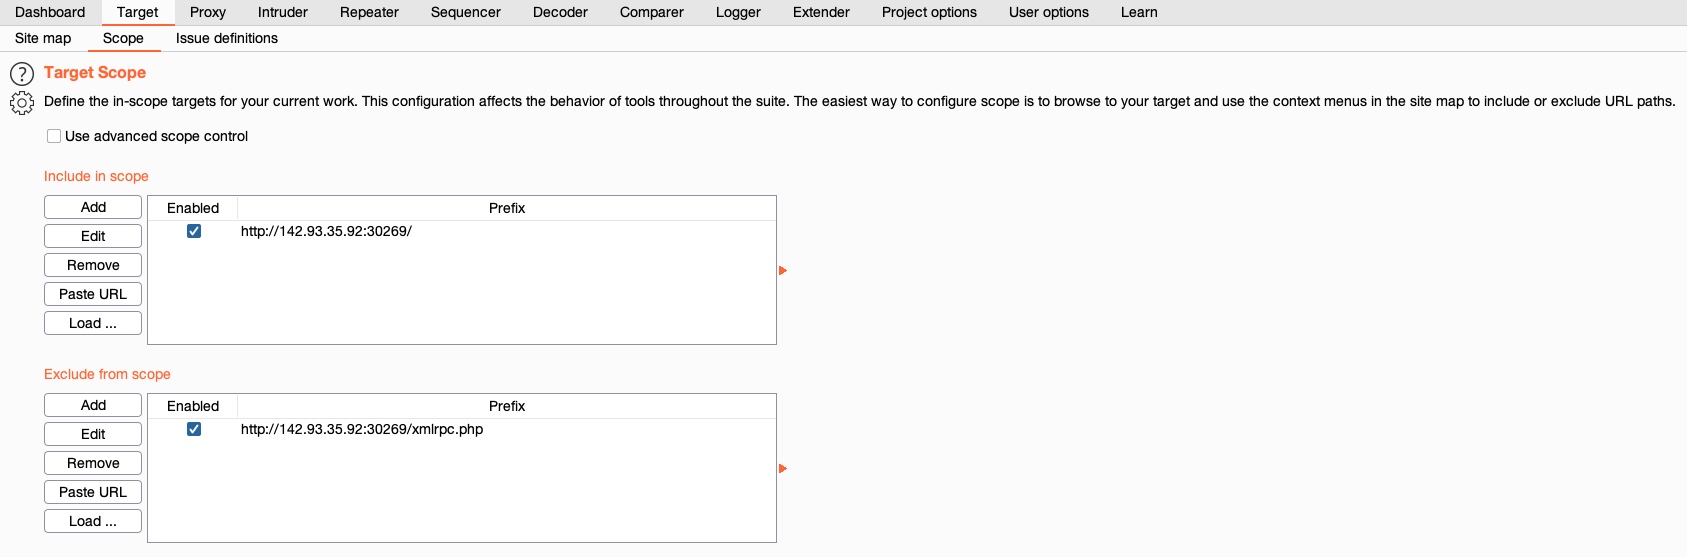 Dashboard Target Proxy Intruder Repeater Sequencer Decoder Comparer Logger Extender Project options User options Learn
Site map Scope Issue definitions
? Target Scope
Define the in-scope targets for your current work. This configuration affects the behavior of tools throughout the suite. The easiest way to configure scope is to browse to your target and use the context menus in the site map to include or exclude URL paths.
Use advanced scope control
Include in scope
Add
Edit
Remove
Paste URL
Load ...
Enabled Prefix
http://142.93.35.92:30269/
Exclude from scope
Add
Edit
Remove
Paste URL
Load ...
Enabled Prefix
http://142.93.35.92:30269/xmlrpc.php